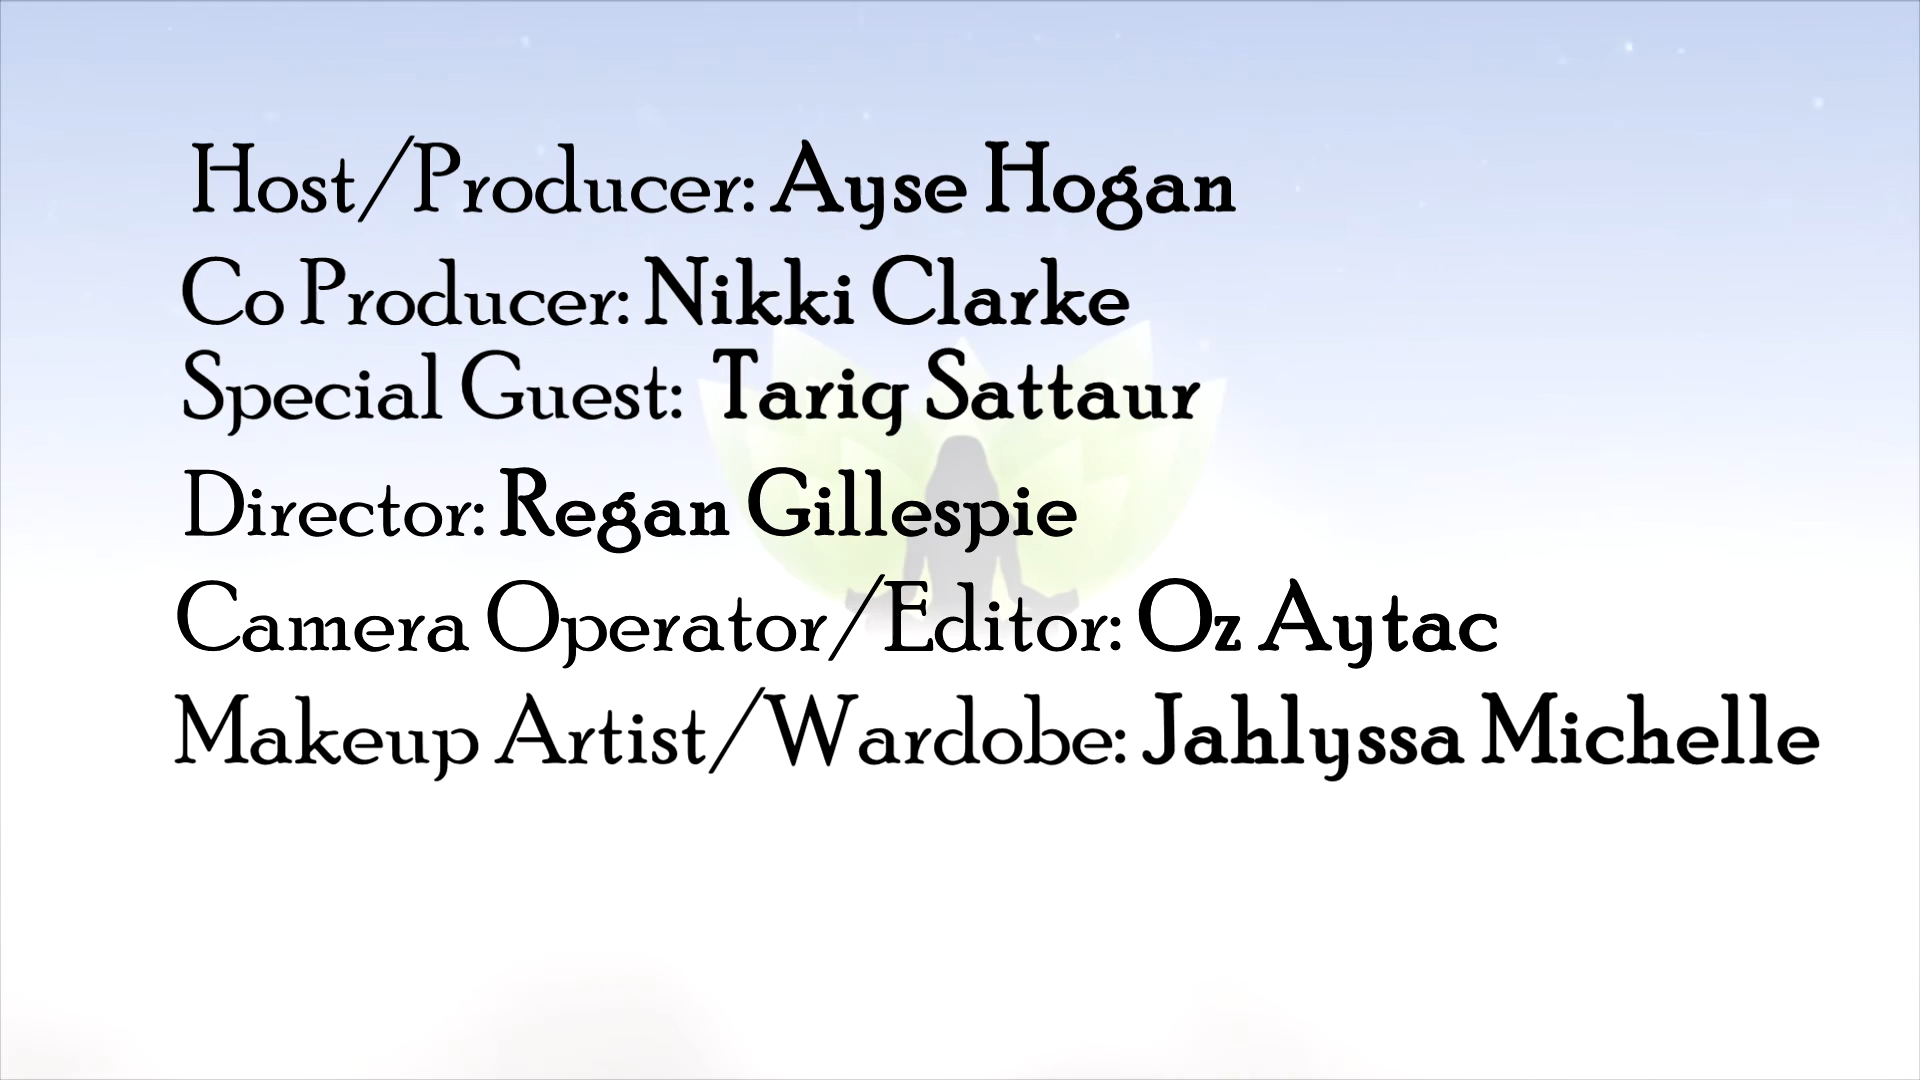 Host/Producer: Ayse Hogan
Co Producer: Nikki Clarke
Special Guest: Tariq Sattaur
Director: Regan Gillespie
Camera Operator/Editor: Oz Aytac
Makeup Artist/Wardobe: Jahlyssa Michelle